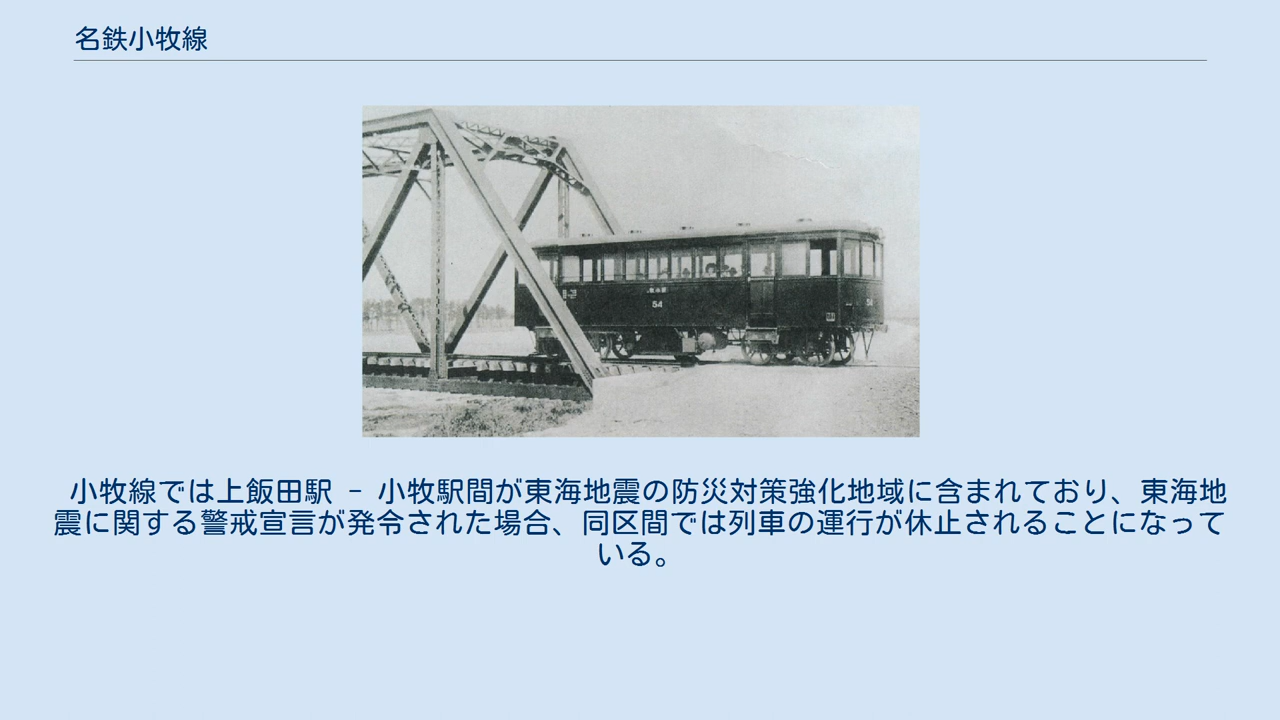 名鉄小牧線
54
54
小牧線では上飯田駅 - 小牧駅間が東海地震の防災対策強化地域に含まれており、東海地
震に関する警戒宣言が発令された場合、同区間では列車の運行が休止されることになって
いる。